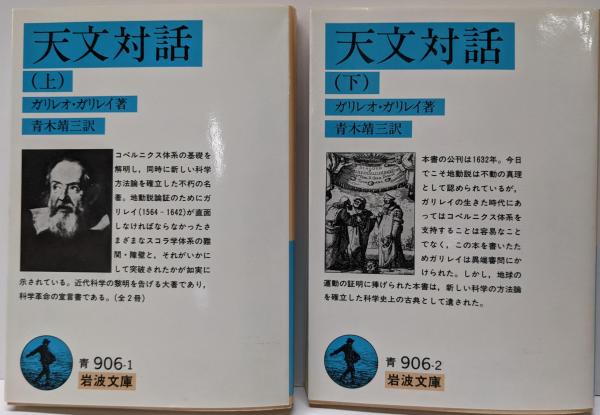 天文対話
(上)
ガリレオ・ガリレイ著
青木靖三訳
コペルニクス体系の基礎を
解明し，同時に新しい科学
方法論を確立した不朽の名
著。地動説論証のためにガ
リレイ(1564‐1642)が直面
しなければならなかったさ
まざまなスコラ学体系の難
関・障壁と，それがいかに
して突破されたかが如実に
示されている。近代科学の黎明を告げる大著であり，
科学革命の宣言書である。(全2冊)
青 906-1
岩波文庫
天文対話
(下)
ガリレオ・ガリレイ著
青木靖三訳
本書の公刊は1632年。今日
でこそ地動説は不動の真理
として認められているが，
ガリレイの生きた時代にあ
ってはコペルニクス体系を
支持することは容易なこと
でなく，この本を書いたた
めガリレイは異端審問にか
けられた。しかし，地球の
運動の証明に捧げられた本書は，新しい科学の方法論
を確立した科学史上の古典として遺された。
青 906-2
岩波文庫